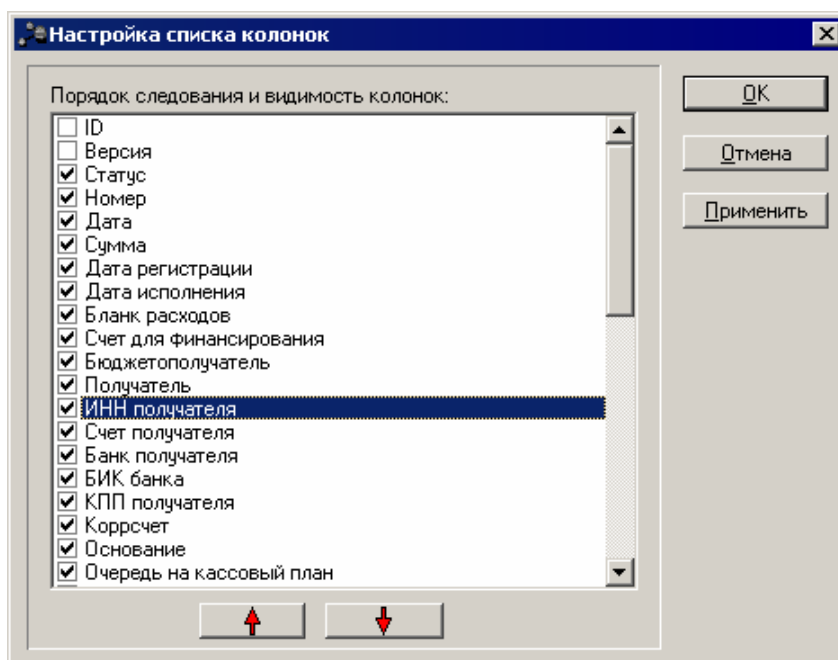 Настройка списка колонок
Порядок следования и видимость колонок:
ID
Версия
Статус
Номер
Дата
Сумма
Дата регистрации
Дата исполнения
Бланк расходов
Счет для финансирования
Бюджетополучатель
Получатель
ИНН получателя
Счет получателя
Банк получателя
БИК банка
КПП получателя
Коррсчет
Основание
Очередь на кассовый план
OK
Отмена
Применить